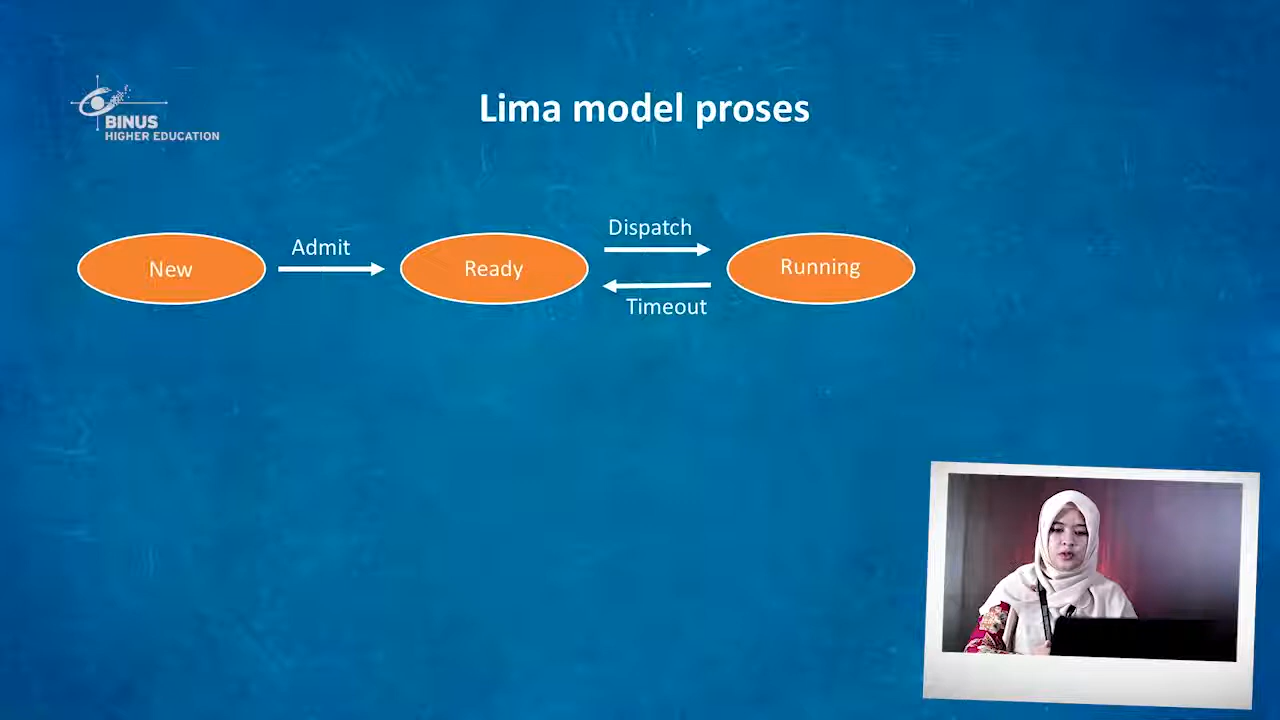 BINUS
HIGHER EDUCATION
Lima model proses
New
Admit
Ready
Dispatch
Timeout
Running